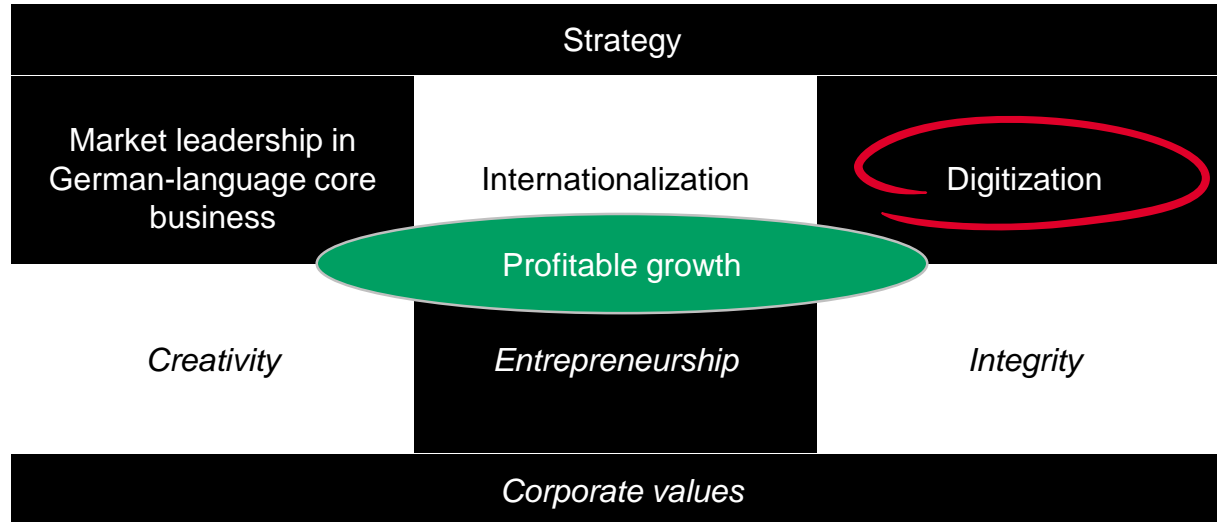 Strategy
Market leadership in
German-language core
business
Internationalization
Digitization
Profitable growth
Creativity
Entrepreneurship
Integrity
Corporate values